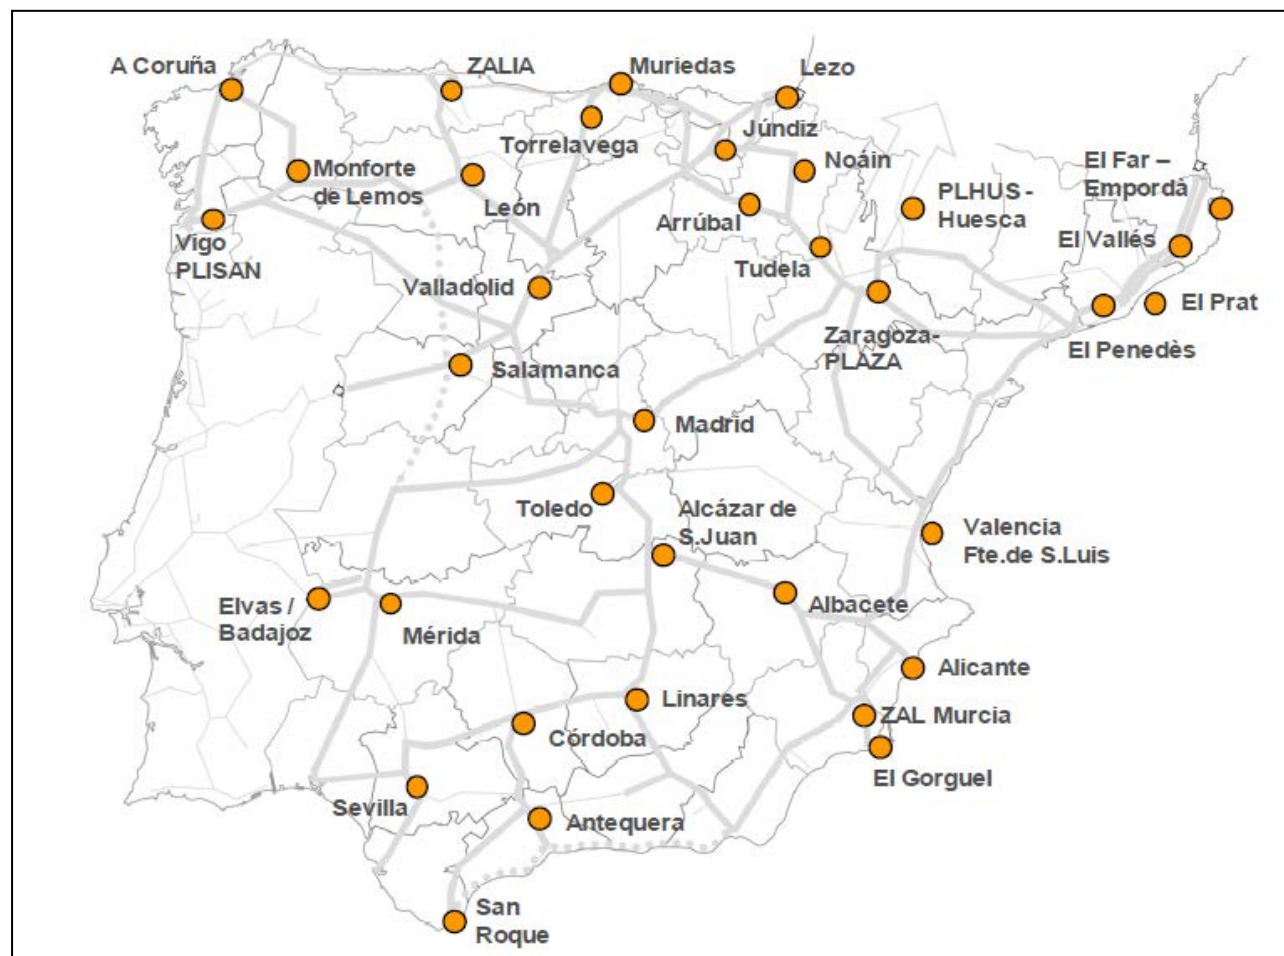 A Coruña
ZALIA
Muriedas
Lezo
Torrelavega
Júndiz
Monforte
de Lemos
León
Noáin
El Far –
Empordà
PLHUS -
Huesca
Arrúbal
Vigo
PLISAN
El Vallés
Tudela
Valladolid
El Prat
Zaragoza-
PLAZA
El Penedès
Salamanca
Madrid
Toledo
Alcázar de
S.Juan
Valencia
Fte.de S.Luis
Elvas /
Badajoz
Mérida
Albacete
Alicante
Linares
ZAL Murcia
Córdoba
El Gorguel
Sevilla
Antequera
San
Roque